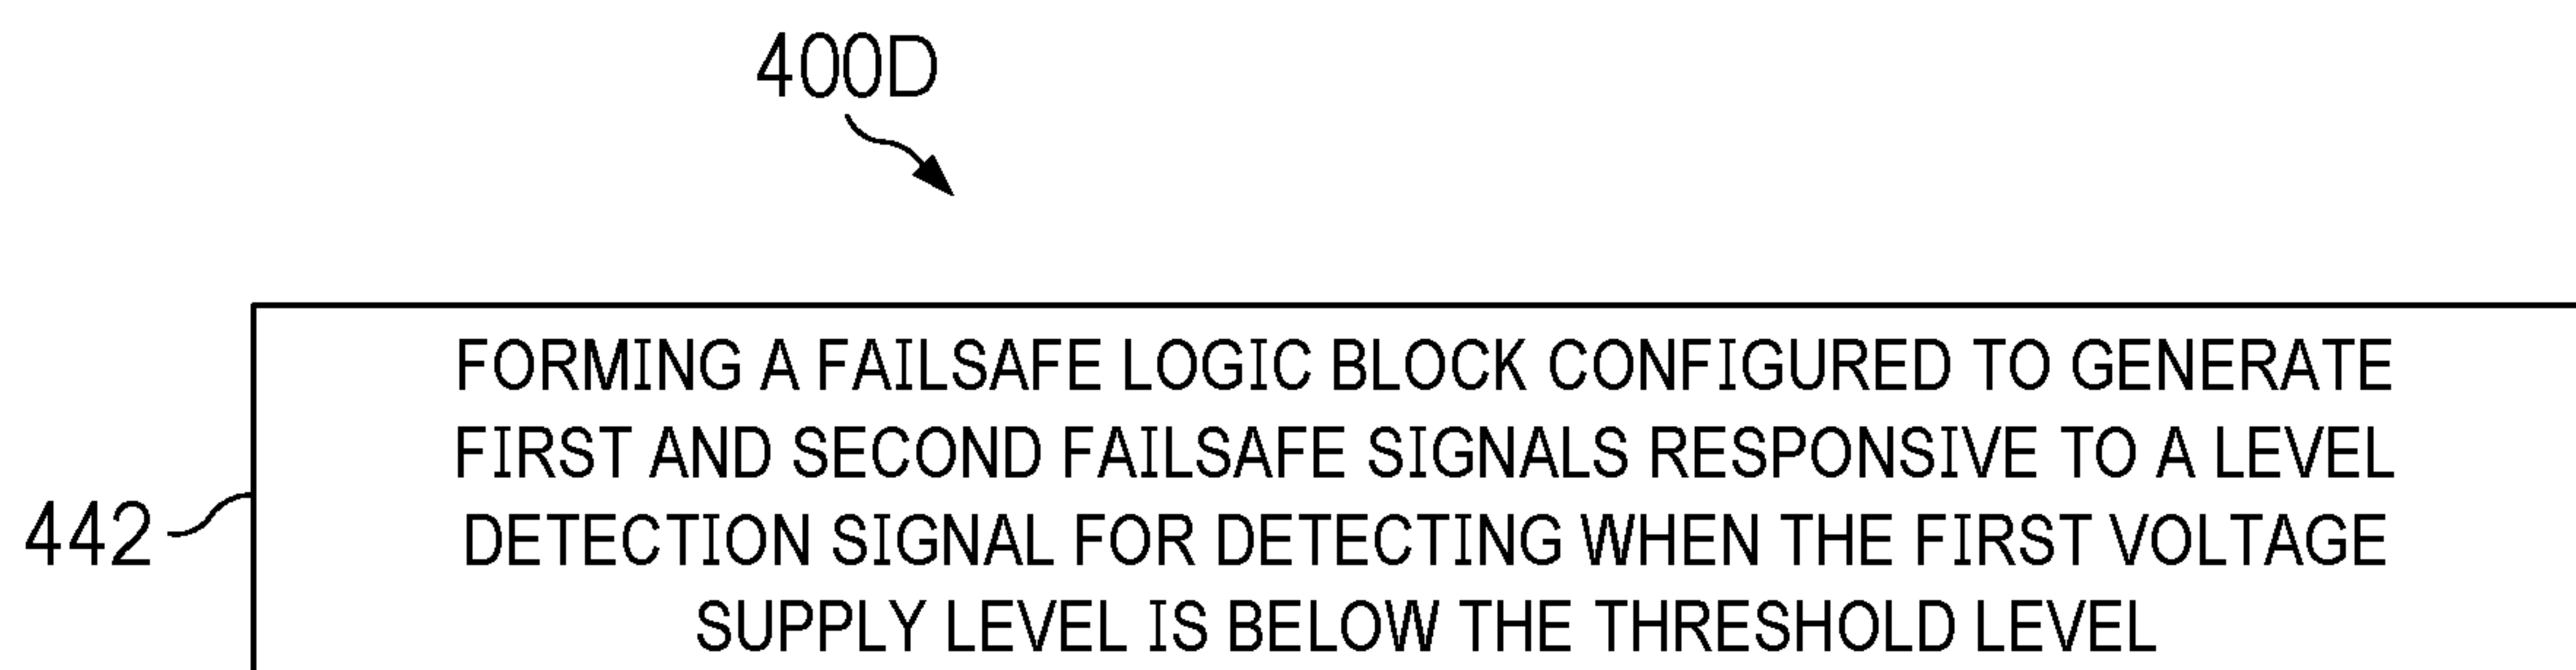 400D
FORMING A FAILSAFE LOGIC BLOCK CONFIGURED TO GENERATE
FIRST AND SECOND FAILSAFE SIGNALS RESPONSIVE TO A LEVEL
442
DETECTION SIGNAL FOR DETECTING WHEN THE FIRST VOLTAGE
SUPPLY LEVEL IS BELOW THE THRESHOLD LEVEL